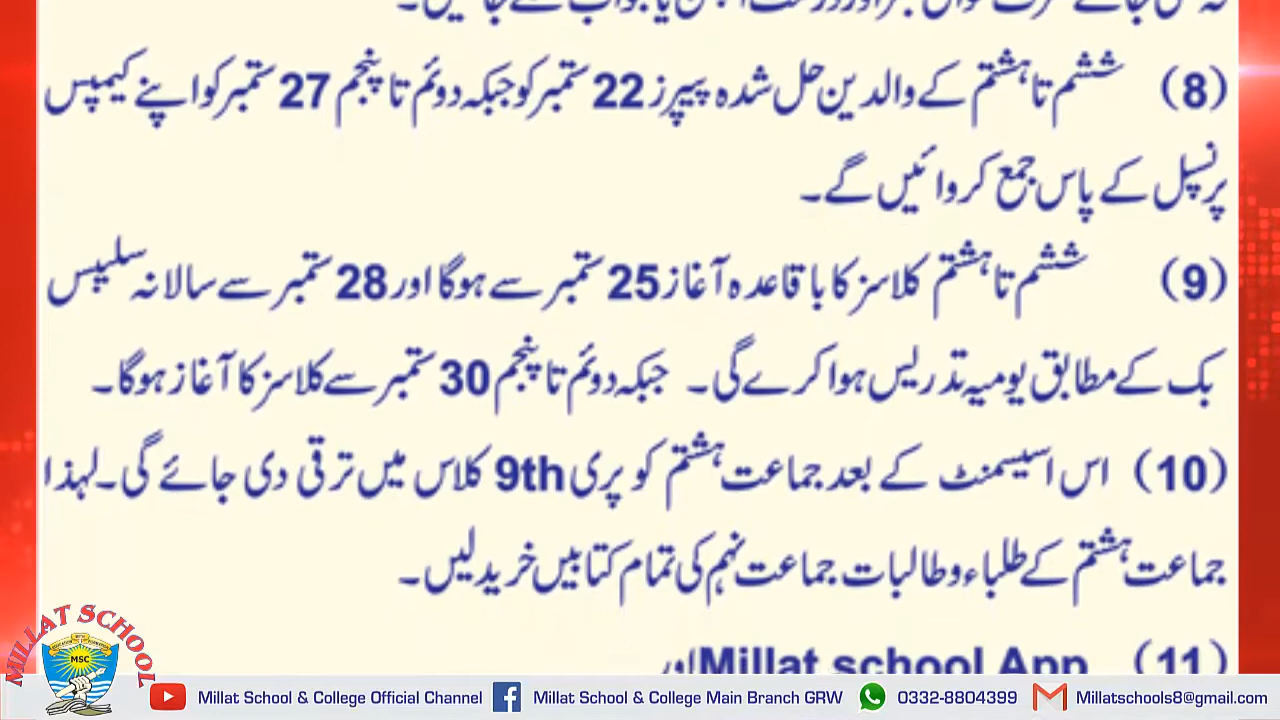 (8) ششم تا ہشتم کے والدین حل شدہ پیپرز 22 ستمبر کو جبکہ دوئم تا پنجم 27 ستمبر کو اپنے کیمپس
پرنسپل کے پاس جمع کروائیں گے۔
(9) ششم تا ہشتم کلاسز کا باقاعدہ آغاز 25 ستمبر سے ہوگا اور 28 ستمبر سے سالانہ سلیبس
بک کے مطابق یومیہ تدریس ہوا کرے گی۔ جبکہ دوئم تا پنجم 30 ستمبر سے کلاسز کا آغاز ہوگا۔
(10) اس اسیسمنٹ کے بعد جماعت ہشتم کو پری 9th کلاس میں ترقی دی جائے گی۔ لہذا
جماعت ہشتم کے طلباء و طالبات جماعت نہم کی تمام کتابیں خرید لیں۔
(11) Millat school App اور
MILLAT SCHOOL
MSC
Millat School & College Official Channel Millat School & College Main Branch GRW 0332-8804399 Millatschools8@gmail.com